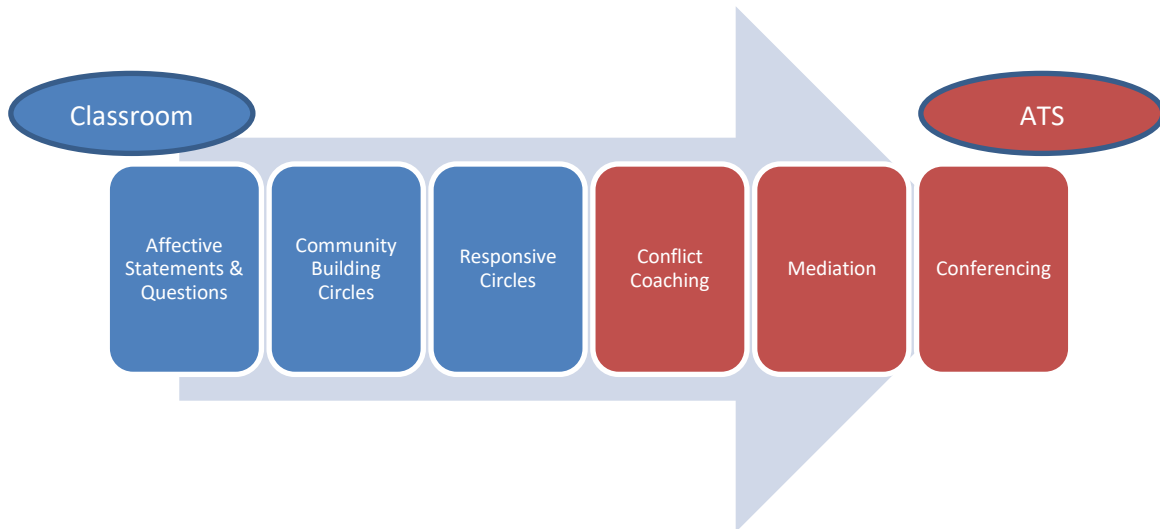 Classroom
ATS
Affective
Statements &
Questions
Community
Building
Circles
Responsive
Circles
Conflict
Coaching
Mediation
Conferencing